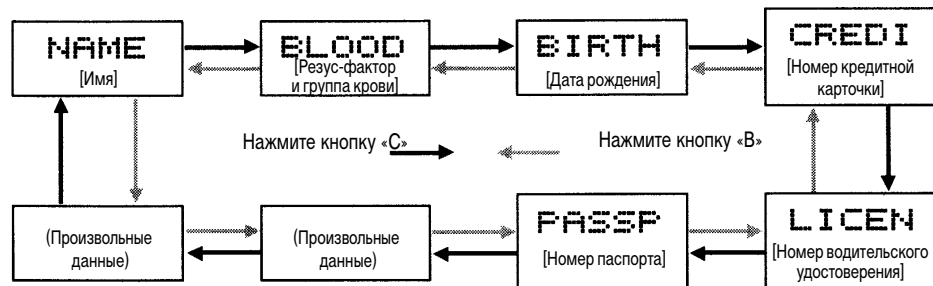 NAME
[Имя]
BLOOD
[Резус-фактор
и группа крови]
BIRTH
[Дата рождения]
CREDI
[Номер кредитной
карточки]
Нажмите кнопку «C»
Нажмите кнопку «B»
(Произвольные
данные)
(Произвольные
данные)
PASSP
[Номер паспорта]
LICEN
[Номер водительского
удостоверения]